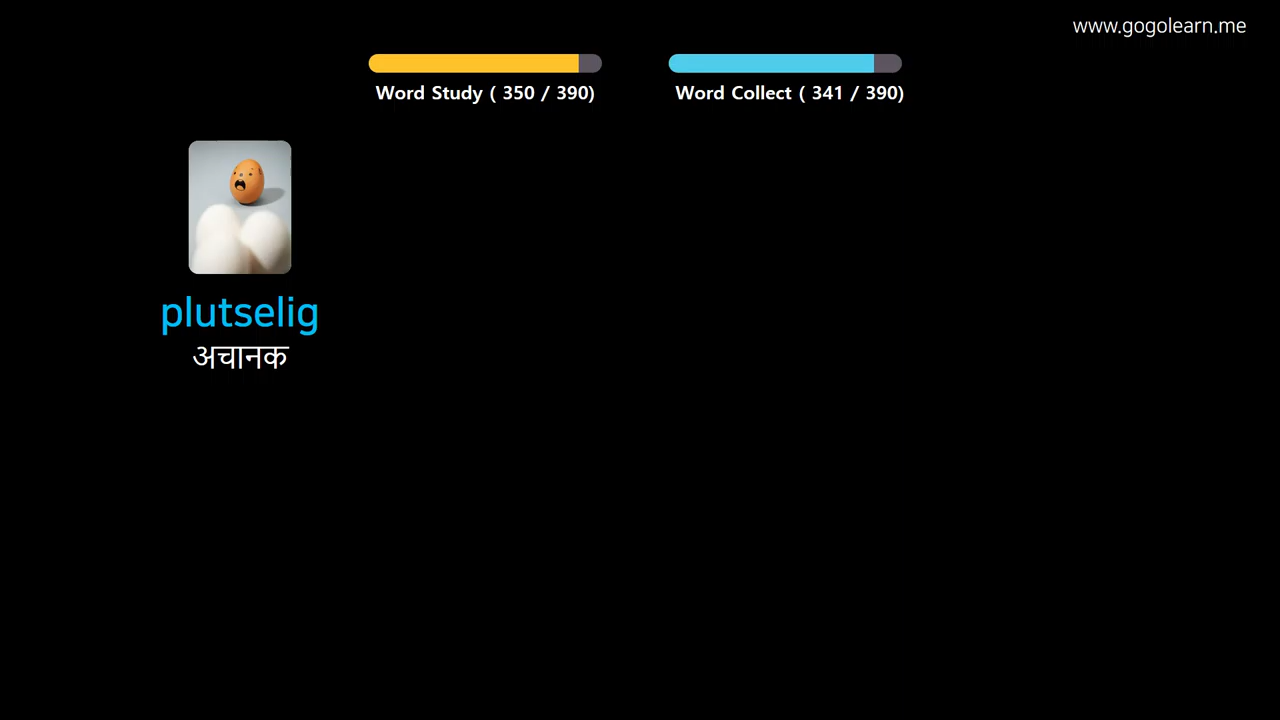 www.gogolearn.me
Word Study ( 350 / 390)
Word Collect ( 341 / 390)
plutselig
अचानक